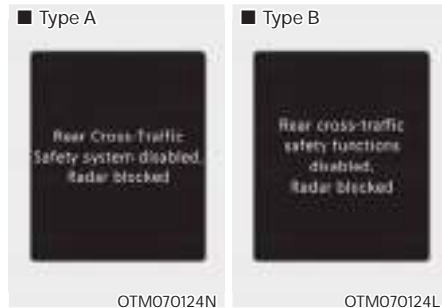 ■ Type A
Rear Cross-Traffic
Safety system disabled.
Radar blocked
OTM070124N
■ Type B
Rear cross-traffic
safety functions
disabled.
Radar blocked
OTM070124L